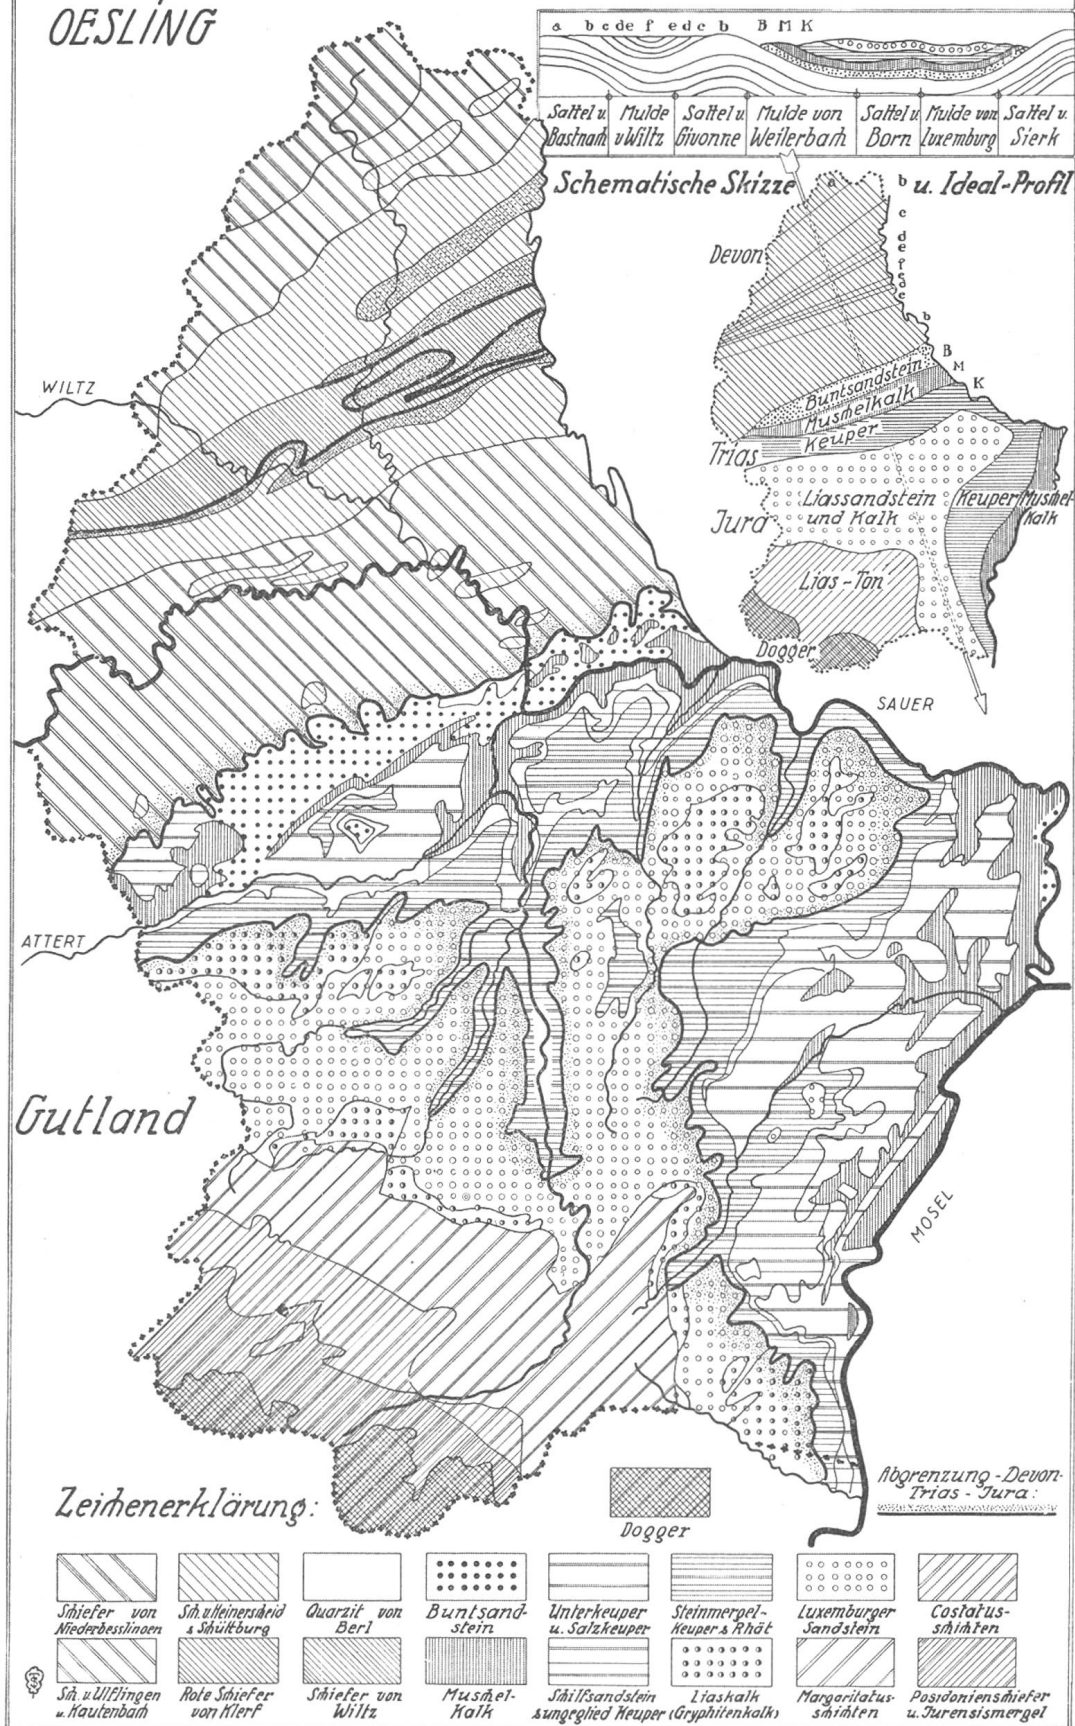 OESLING
a b c d e f e d c b B M K
Sattel v. Bastnach
Mulde v. Wiltz
Sattel v. Givonne
Mulde von Weilerbach
Sattel v. Born
Mulde von Luxemburg
Sattel v. Sierk
Schematische Skizze u. Ideal-Profil
a
b
c
d
e
f
e
d
c
b
B
M
K
Devon
Buntsandstein
Muschelkalk
Keuper
Trias
Liassandstein
und Kalk
Keuper
Muschel-
kalk
Jura
Lias-Ton
Dogger
WILTZ
SAUER
ATTERT
Gutland
MOSEL
Zeichenerklärung:
Dogger
Abgrenzung-Devon-
Trias-Jura:
Schiefer von
Niederbesslingen
Sch. v. Heinerscheid
& Schüttburg
Quarzit von
Berl
Buntsand-
stein
Unterkeuper
u. Salzkeuper
Steinmergel-
Keuper & Rhät
Luxemburger
Sandstein
Costatus-
schichten
Sch. v. Ulflingen
u. Kautenbach
Rote Schiefer
von Klerf
Schiefer von
Wiltz
Muschel-
Kalk
Schilfsandstein
& ungeglied Keuper
Liaskalk
(Gryphitenkalk)
Margaritatus-
schichten
Posidonienschiefer
u. Jurensismergel